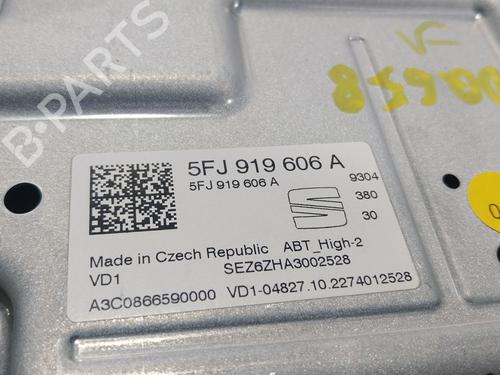 B-PARTS
5FJ 919 606 A
5FJ 919 606 A
9304
380
30
Made in Czech Republic ABT_High-2
VD1 SEZ6ZHA3002528
A3C0866590000 VD1-04827.10.2274012528